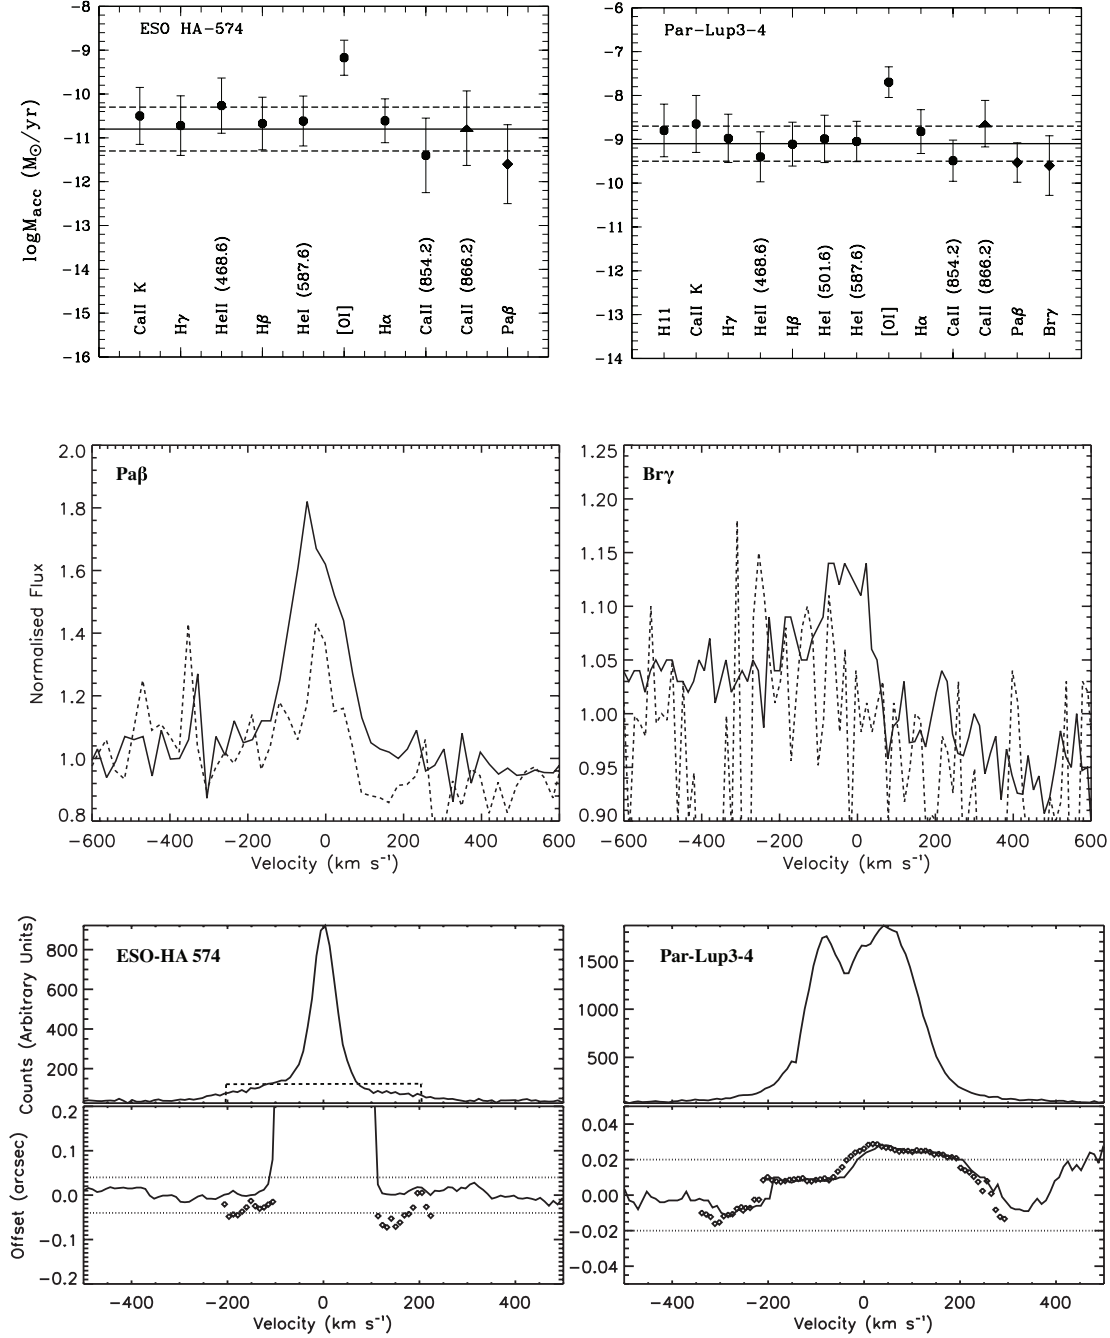 ESO HA-574
−8
−9
−10
−11
−12
−13
−14
−15
−16
logMacc (M⊙/yr)
CaII K
Hγ
HeII (468.6)
Hβ
HeI (587.6)
[OI]
Hα
CaII (854.2)
CaII (866.2)
Paβ
Par-Lup3-4
−6
−7
−8
−9
−10
−11
−12
−13
−14
H11
CaII K
Hγ
HeII (468.6)
Hβ
HeI (501.6)
HeI (587.6)
[OI]
Hα
CaII (854.2)
CaII (866.2)
Paβ
Brγ
Paβ
2.0
1.8
1.6
1.4
1.2
1.0
0.8
Normalised Flux
−600 −400 −200 0 200 400 600
Velocity (km s⁻¹)
Brγ
1.25
1.20
1.15
1.10
1.05
1.00
0.95
0.90
−600 −400 −200 0 200 400 600
Velocity (km s⁻¹)
ESO-HA 574
800
600
400
200
Counts (Arbitrary Units)
0.2
0.1
0.0
−0.1
−0.2
Offset (arcsec)
−400 −200 0 200 400
Velocity (km s⁻¹)
Par-Lup3-4
1500
1000
500
0.04
0.02
0.00
−0.02
−0.04
−400 −200 0 200 400
Velocity (km s⁻¹)